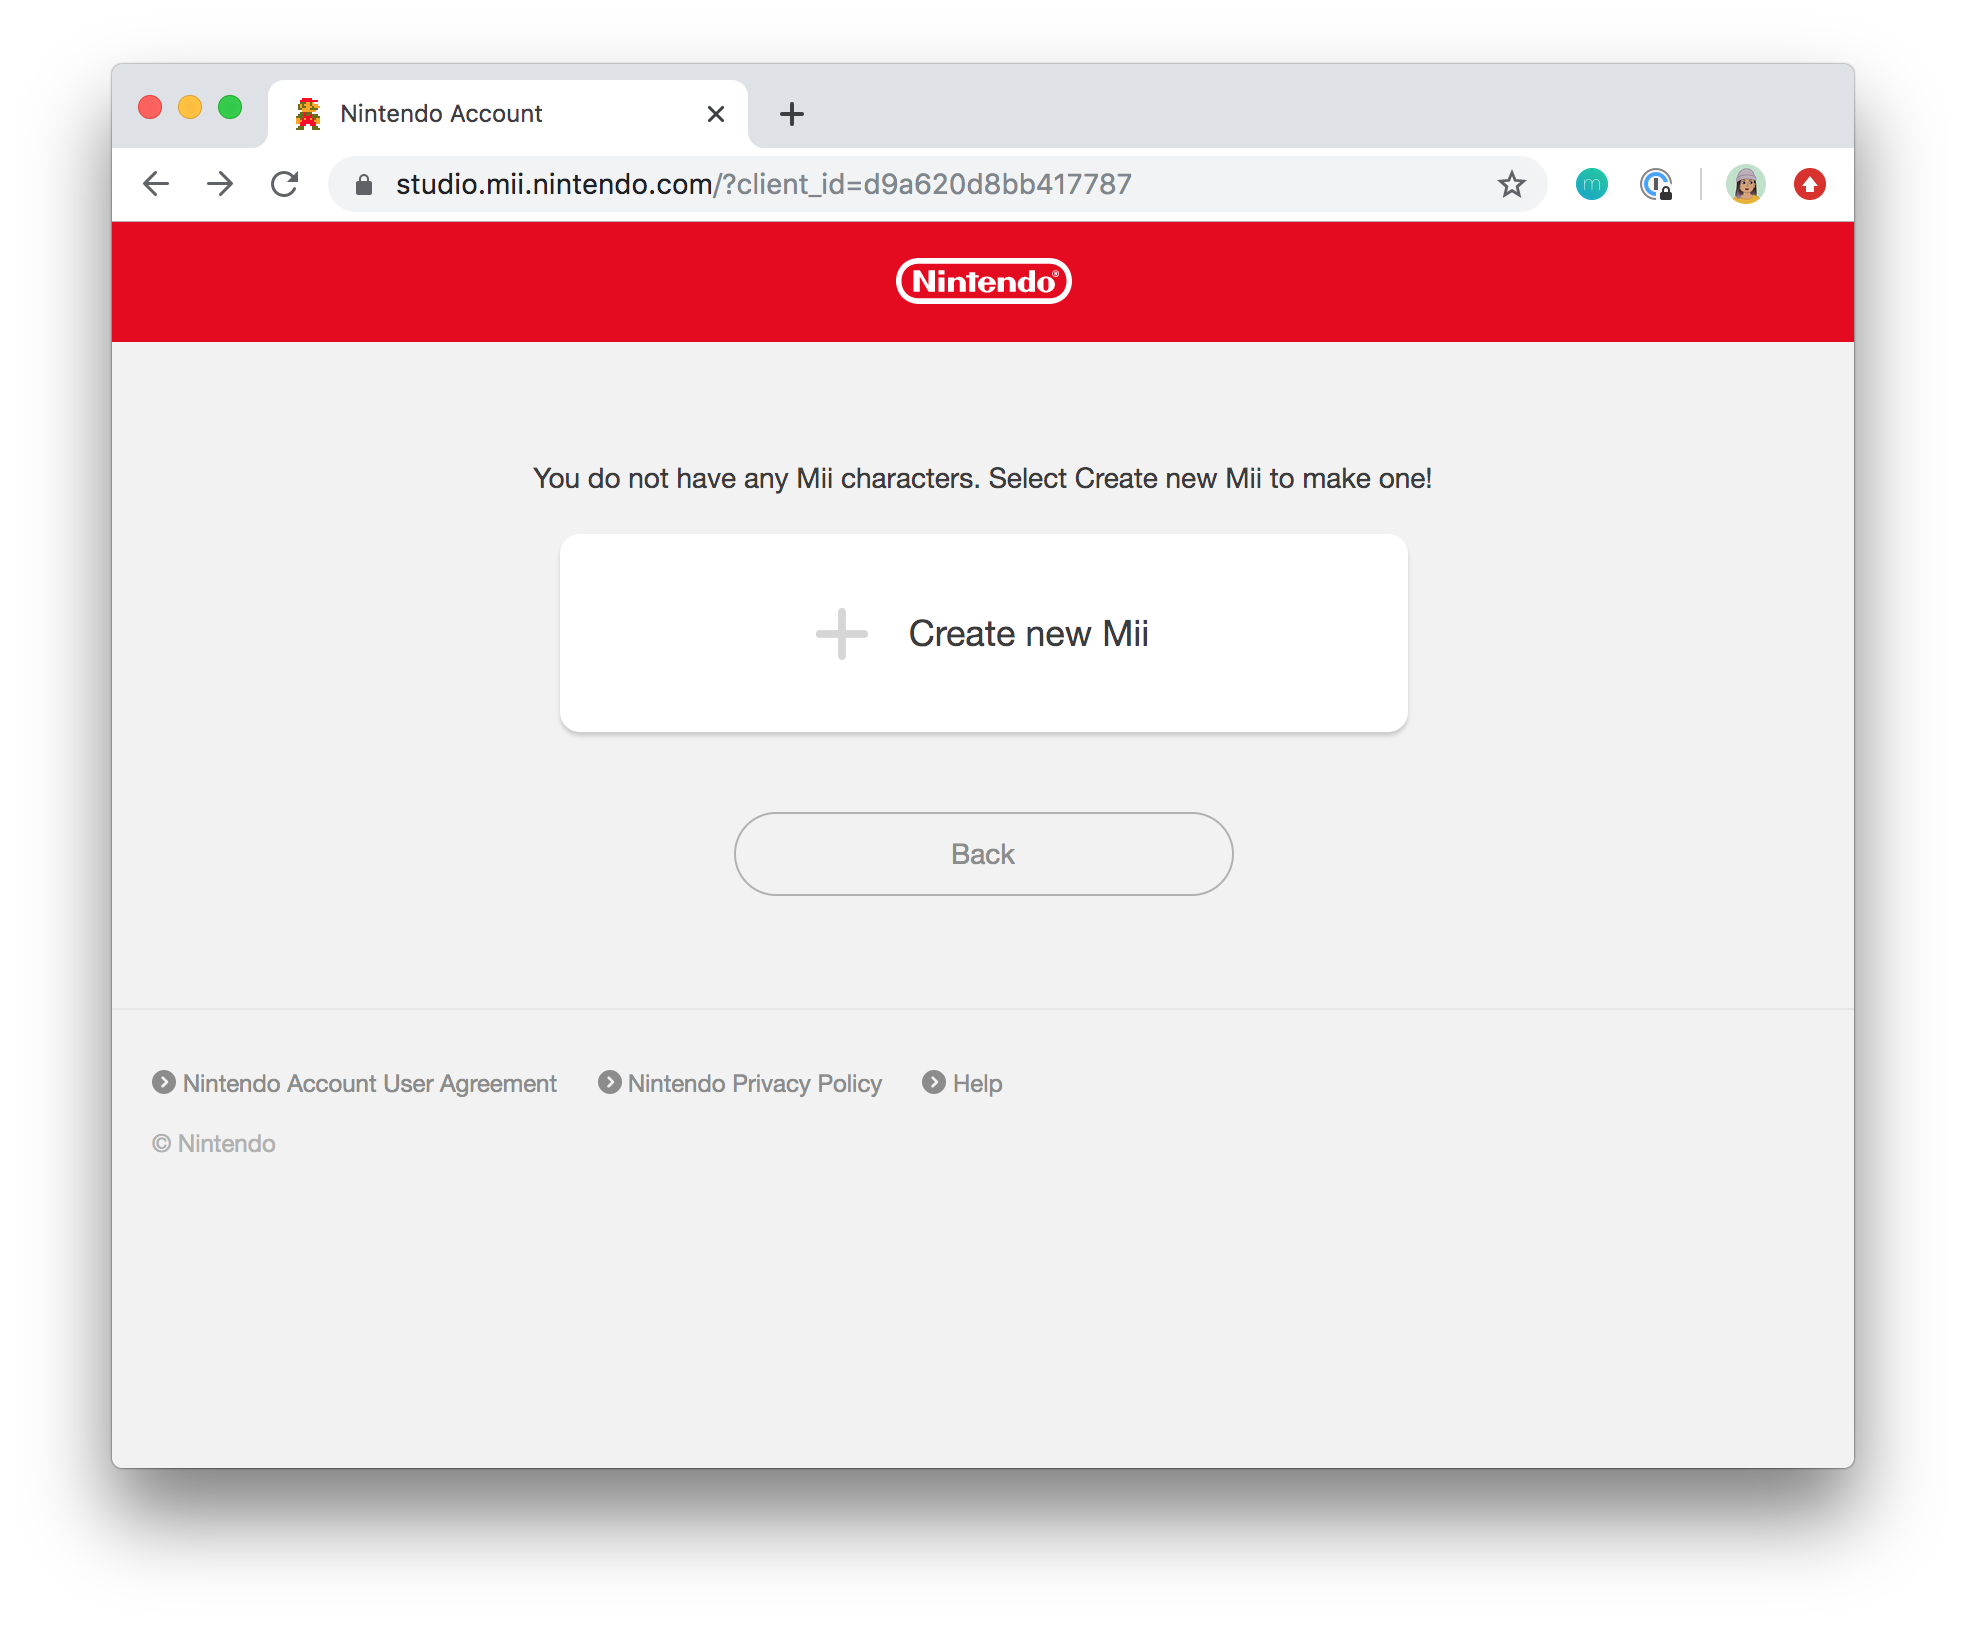 Nintendo Account
studio.mii.nintendo.com/?client_id=d9a620d8bb417787
m
Nintendo®
You do not have any Mii characters. Select Create new Mii to make one!
Create new Mii
Back
Nintendo Account User Agreement Nintendo Privacy Policy Help
© Nintendo